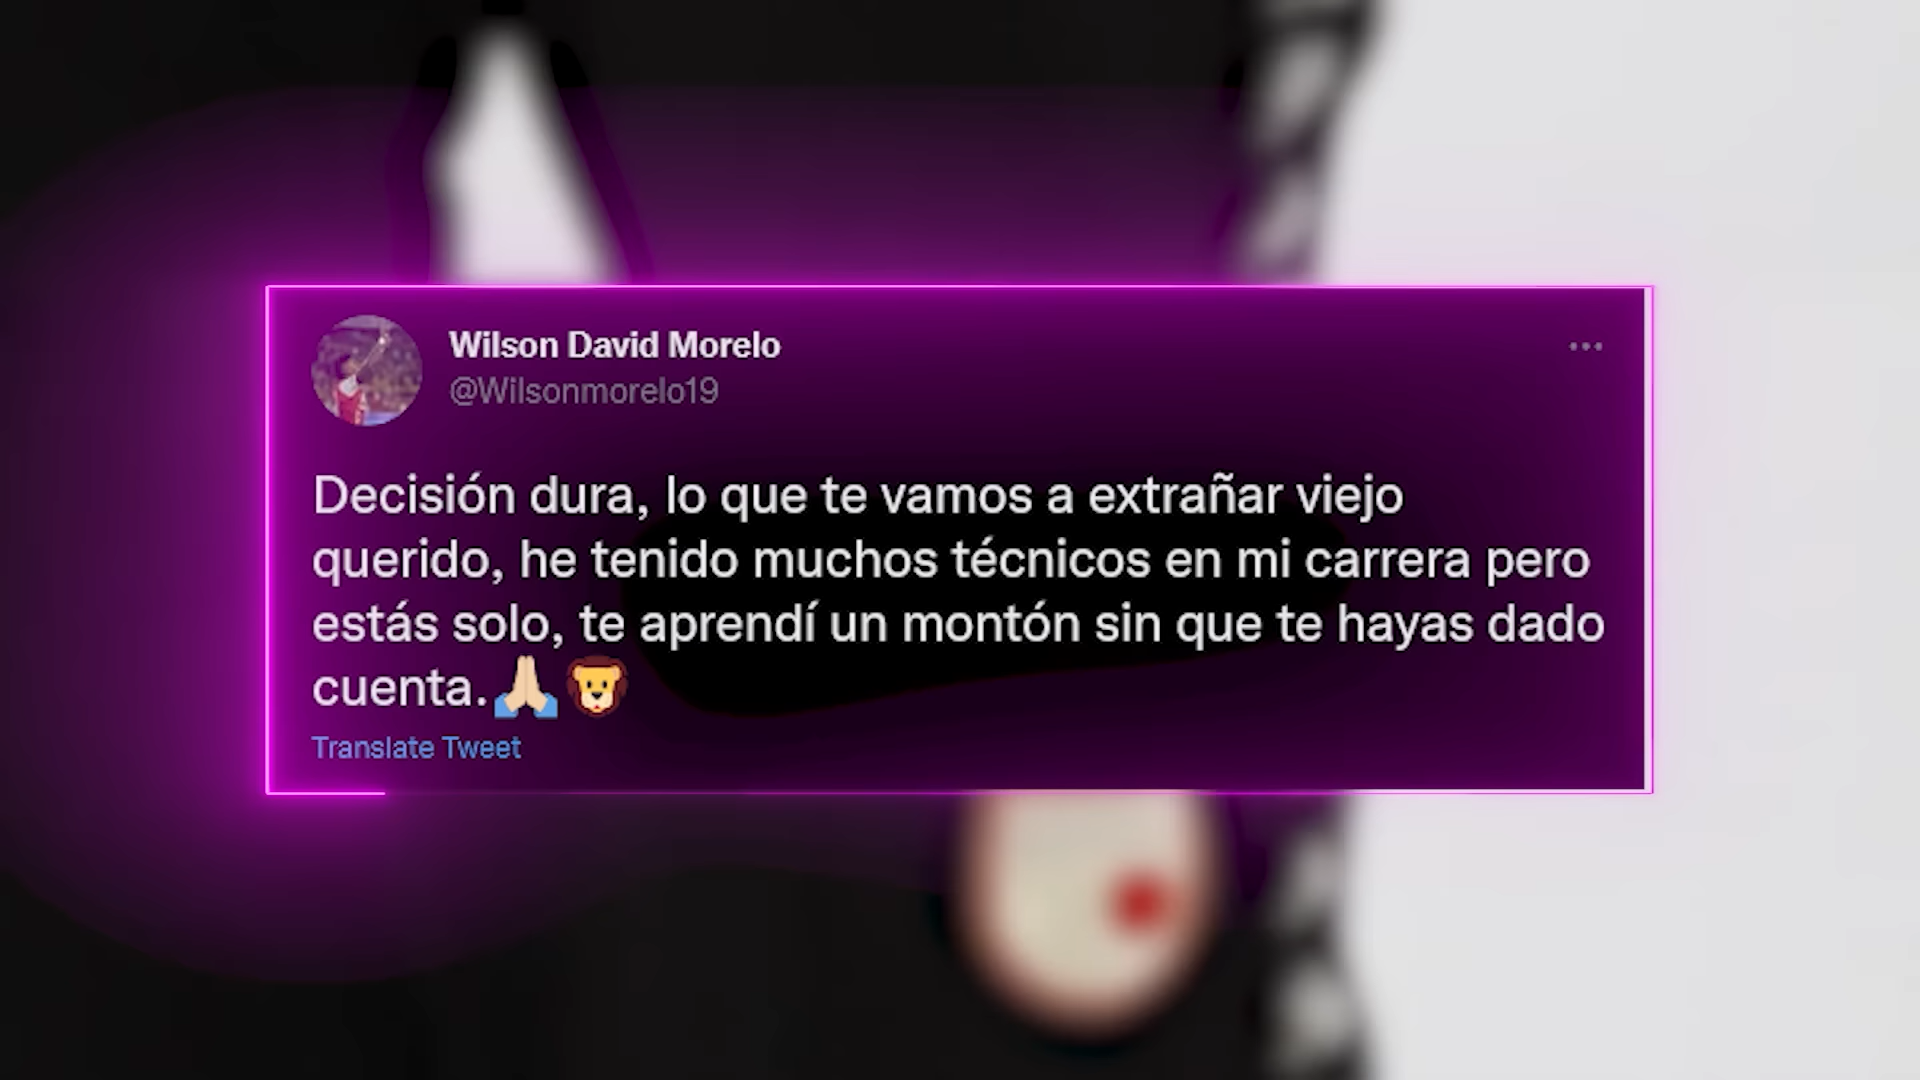 Wilson David Morelo
@Wilsonmorelo19
Decisión dura, lo que te vamos a extrañar viejo
querido, he tenido muchos técnicos en mi carrera pero
estás solo, te aprendí un montón sin que te hayas dado
cuenta.🙏🏼🦁
Translate Tweet